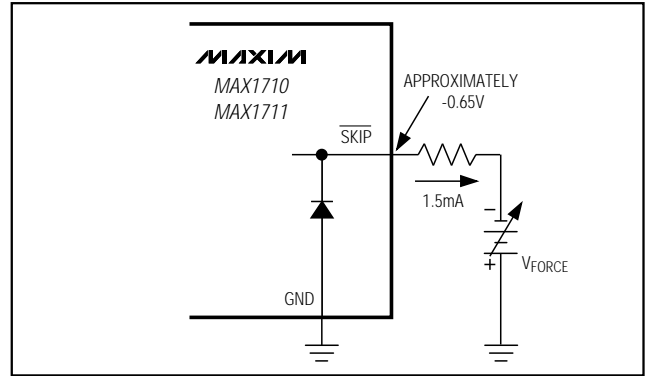 MAXIM
MAX1710
MAX1711
APPROXIMATELY
-0.65V
SKIP
1.5mA
−
+
VFORCE
GND